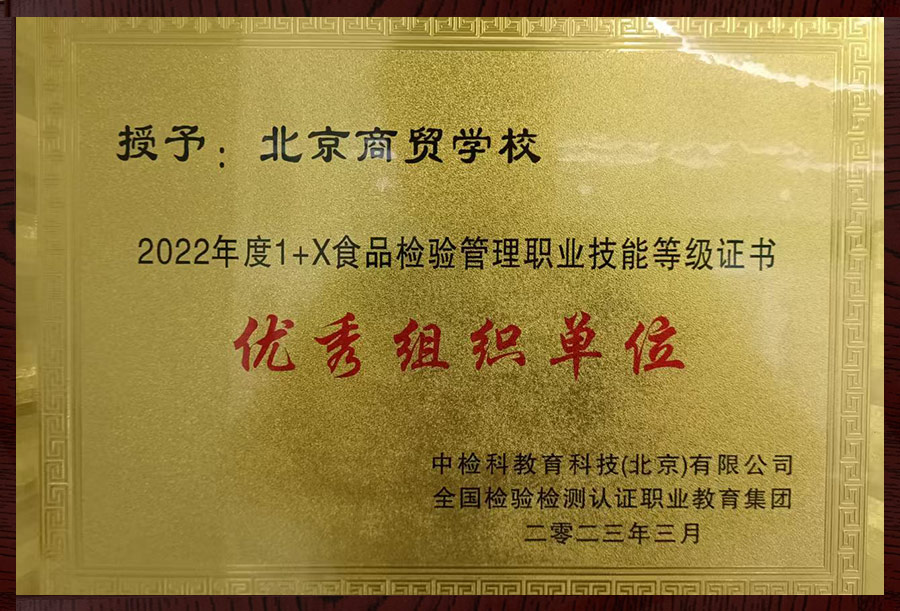 授予：北京商贸学校
2022年度1+X食品检验管理职业技能等级证书
优秀组织单位
中检科教育科技(北京)有限公司
全国检验检测认证职业教育集团
二零二三年三月